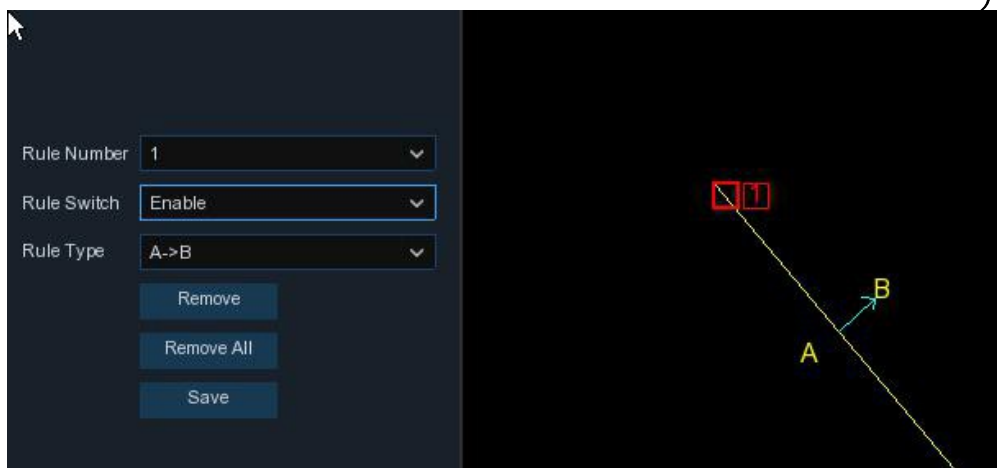 )
Rule Number 1
Rule Switch Enable
Rule Type A->B
Remove
Remove All
Save
1
B
A